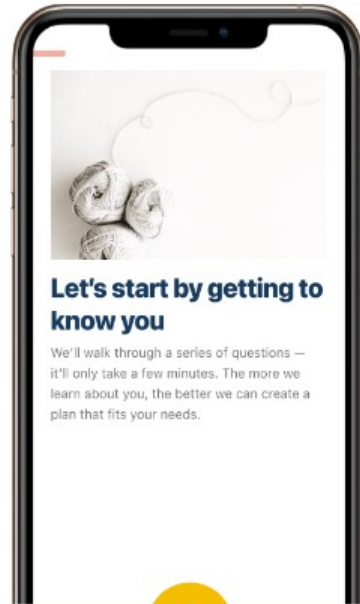 Let's start by getting to
know you
We'll walk through a series of questions —
it'll only take a few minutes. The more we
learn about you, the better we can create a
plan that fits your needs.